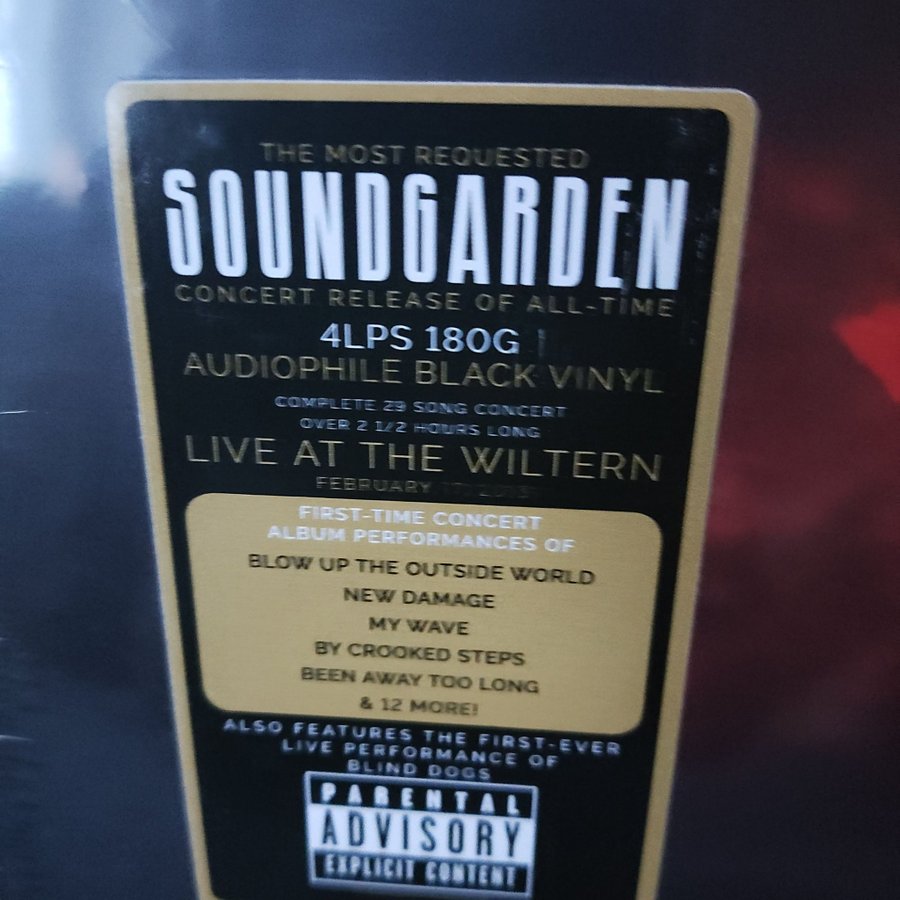 THE MOST REQUESTED
SOUNDGARDEN
CONCERT RELEASE OF ALL-TIME
4LPS 180G
AUDIOPHILE BLACK VINYL
COMPLETE 29 SONG CONCERT
OVER 2 1/2 HOURS LONG
LIVE AT THE WILTERN
FEBRUARY
FIRST-TIME CONCERT
ALBUM PERFORMANCES OF
BLOW UP THE OUTSIDE WORLD
NEW DAMAGE
MY WAVE
BY CROOKED STEPS
BEEN AWAY TOO LONG
& 12 MORE!
ALSO FEATURES THE FIRST-EVER
LIVE PERFORMANCE OF
BLIND DOGS
PARENTAL
ADVISORY
EXPLICIT CONTENT